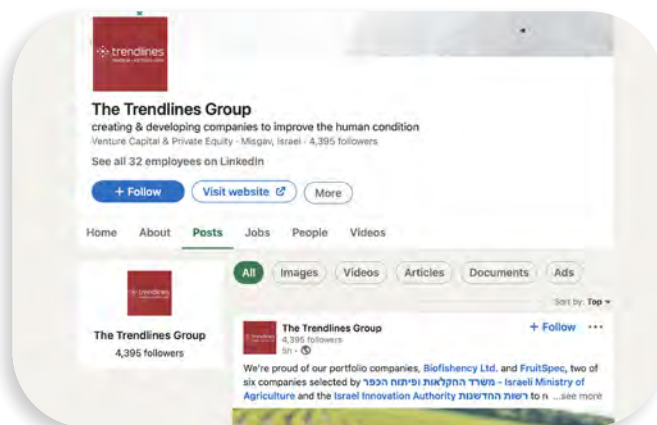 trendlines
The Trendlines Group
creating & developing companies to improve the human condition
Venture Capital & Private Equity · Misgav, Israel · 4,395 followers
See all 32 employees on LinkedIn
+ Follow
Visit website
More
Home About Posts Jobs People Videos
All Images Videos Articles Documents Ads
Sort by: Top
trendlines
The Trendlines Group
4,395 followers
The Trendlines Group
4,395 followers
5h ·
+ Follow ···
We're proud of our portfolio companies, Biofishency Ltd. and FruitSpec, two of
six companies selected by משרד החקלאות ופיתוח הכפר - Israeli Ministry of
Agriculture and the Israel Innovation Authority רשות החדשנות to n ...see more